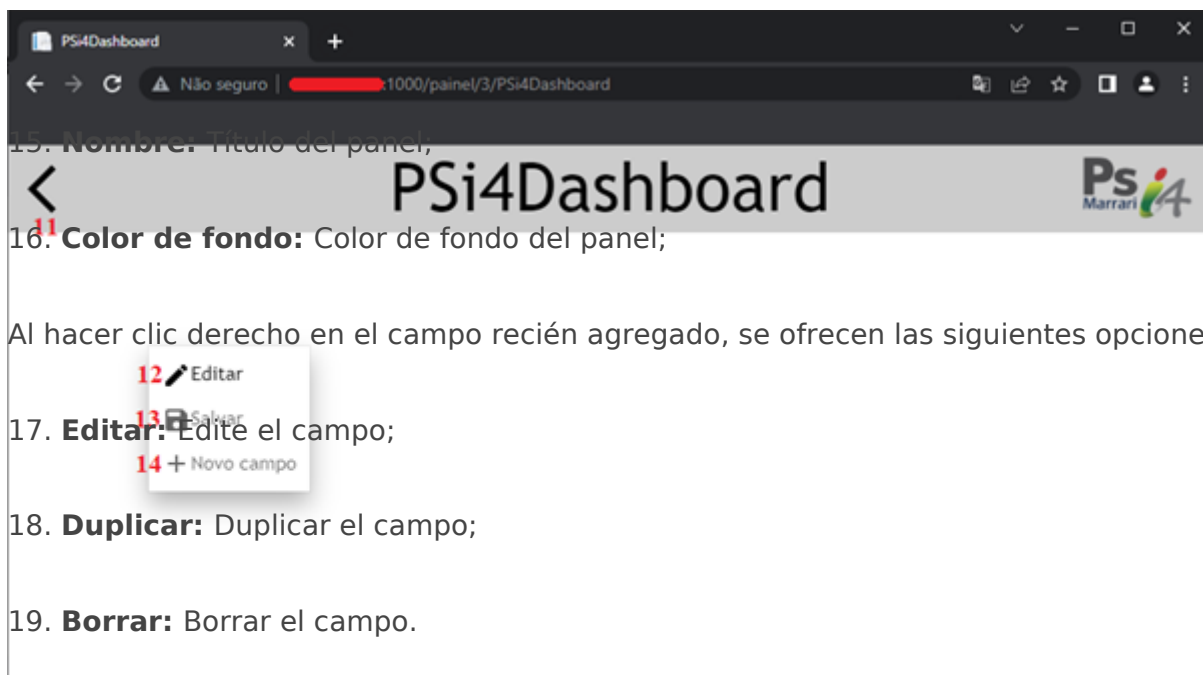 PSi4Dashboard
Não seguro | :1000/painel/3/PSi4Dashboard
15. Nombre: Título del panel;
PSi4Dashboard
Psi4
Marrari
11
16. Color de fondo: Color de fondo del panel;
Al hacer clic derecho en el campo recién agregado, se ofrecen las siguientes opcione
12 Editar
13 Salvar
17. Editar: Edite el campo;
14 + Novo campo
18. Duplicar: Duplicar el campo;
19. Borrar: Borrar el campo.